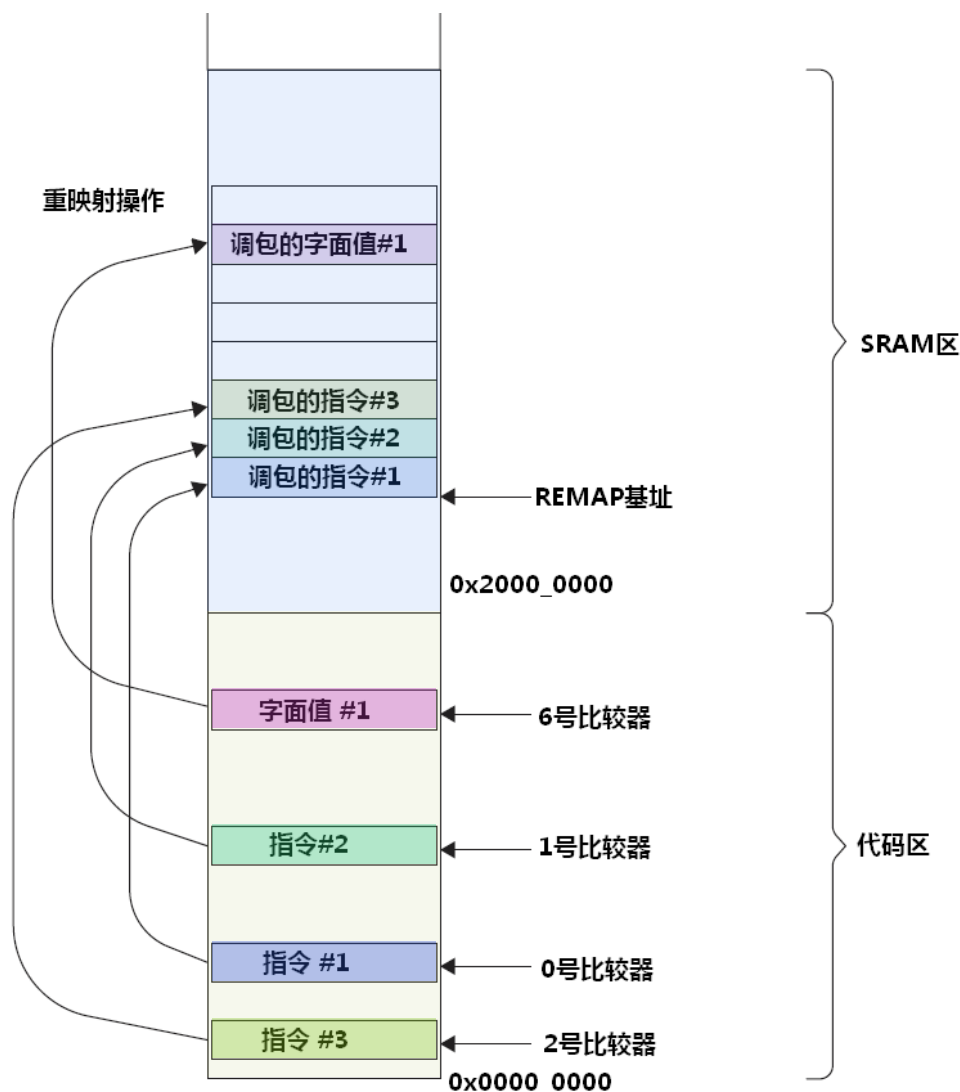 重映射操作
调包的字面值#1
SRAM区
调包的指令#3
调包的指令#2
调包的指令#1
REMAP基址
0x2000_0000
字面值 #1
6号比较器
指令#2
1号比较器
代码区
指令 #1
0号比较器
指令 #3
2号比较器
0x0000_0000